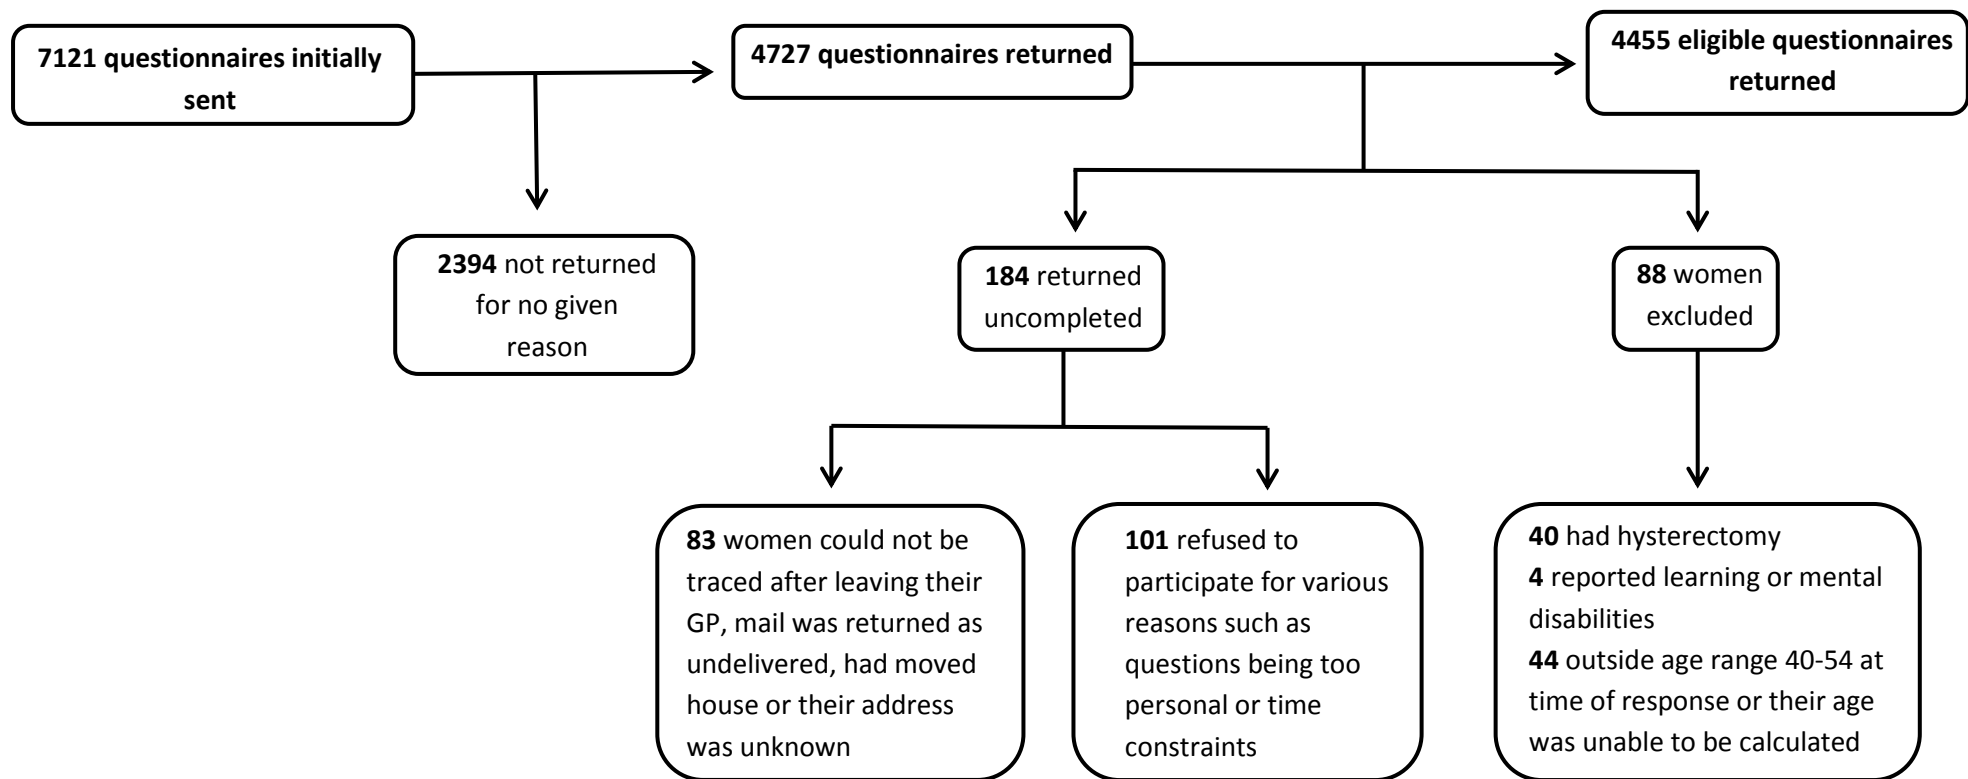 7121 questionnaires initially
sent
4727 questionnaires returned
4455 eligible questionnaires
returned
2394 not returned
for no given
reason
184 returned
uncompleted
88 women
excluded
83 women could not be
traced after leaving their
GP, mail was returned as
undelivered, had moved
house or their address
was unknown
101 refused to
participate for various
reasons such as
questions being too
personal or time
constraints
40 had hysterectomy
4 reported learning or mental
disabilities
44 outside age range 40-54 at
time of response or their age
was unable to be calculated